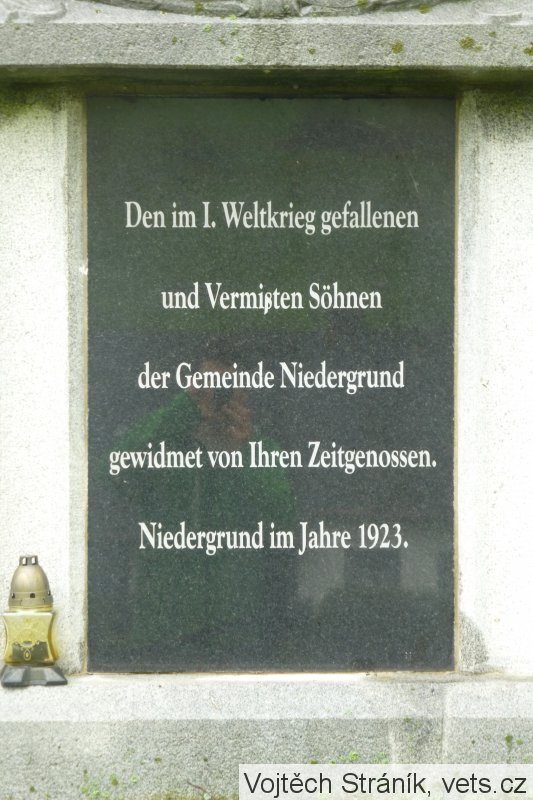 Den im I. Weltkrieg gefallenen
und Vermißten Söhnen
der Gemeinde Niedergrund
gewidmet von Ihren Zeitgenossen.
Niedergrund im Jahre 1923.
Vojtěch Stráník, vets.cz